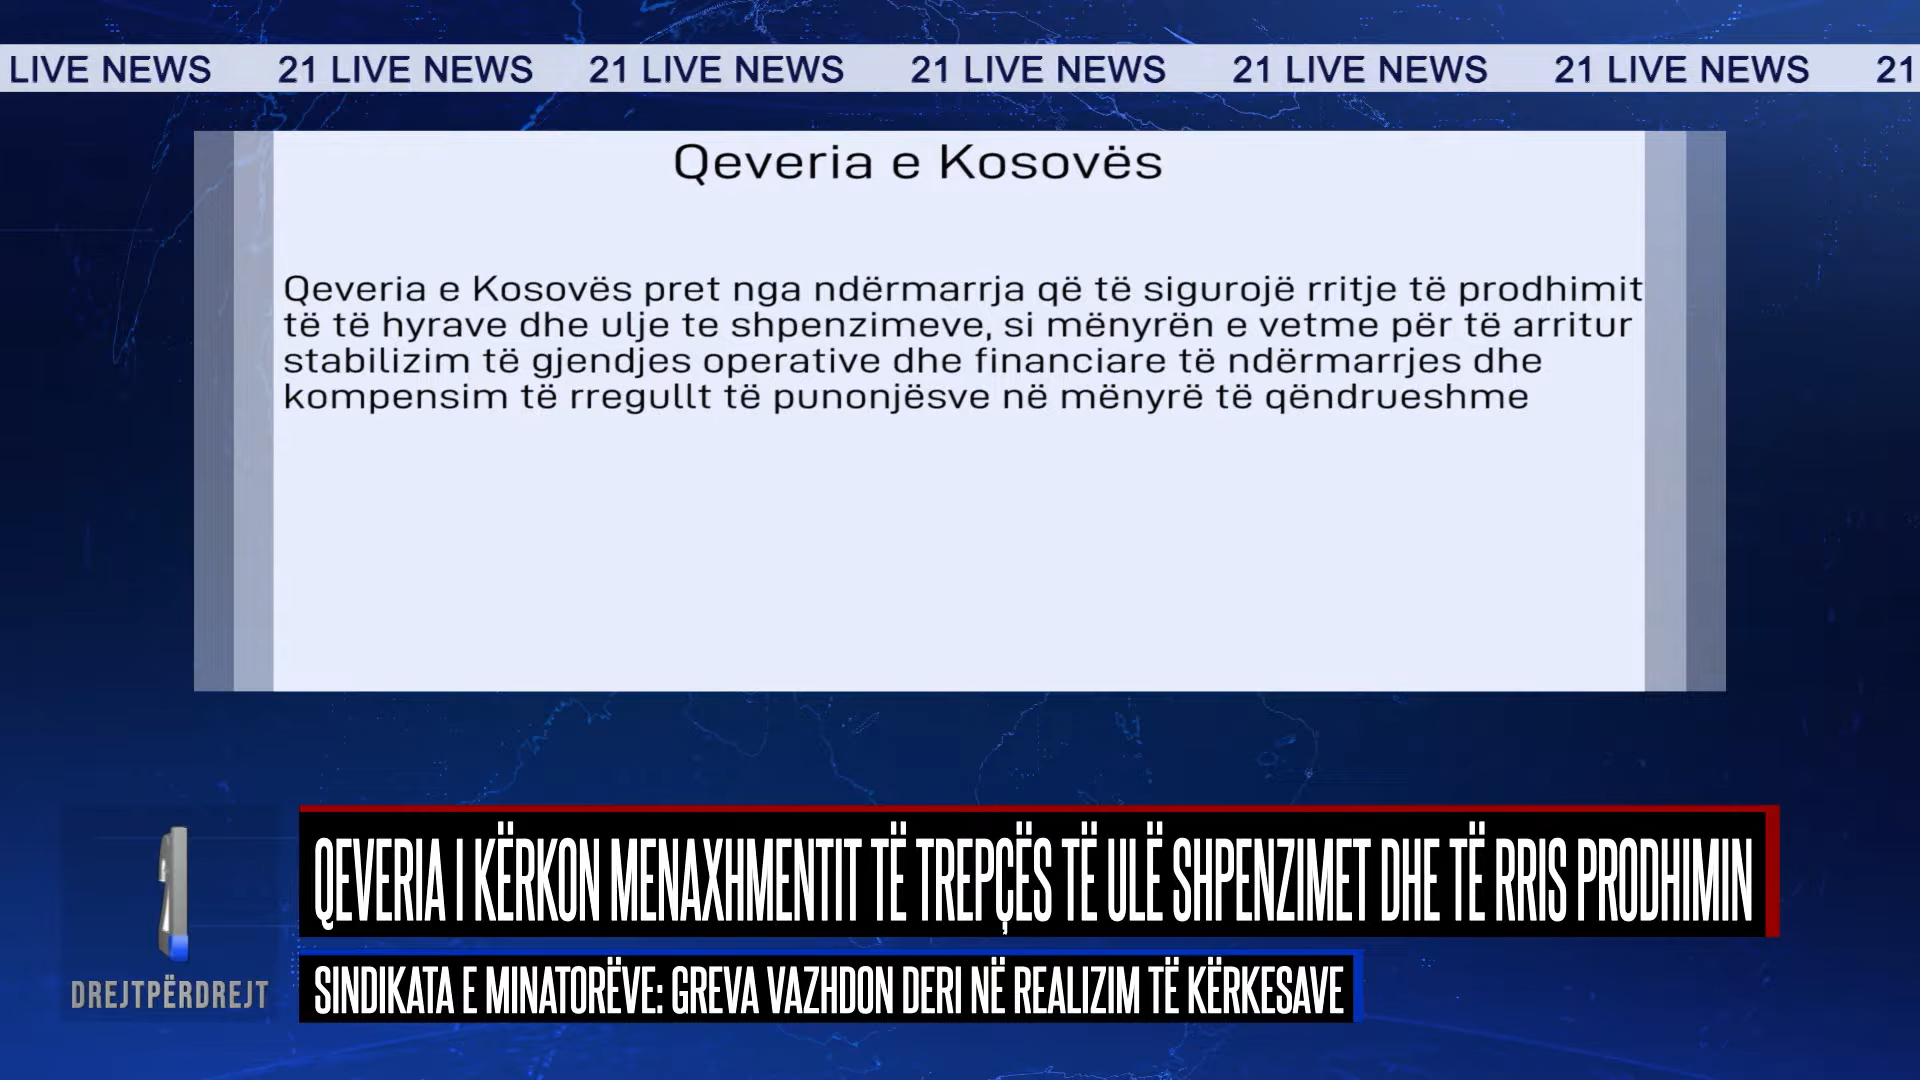 LIVE NEWS 21 LIVE NEWS 21 LIVE NEWS 21 LIVE NEWS 21 LIVE NEWS 21 LIVE NEWS 21
Qeveria e Kosovës
Qeveria e Kosovës pret nga ndërmarrja që të sigurojë rritje të prodhimit
të të hyrave dhe ulje te shpenzimeve, si mënyrën e vetme për të arritur
stabilizim të gjendjes operative dhe financiare të ndërmarrjes dhe
kompensim të rregullt të punonjësve në mënyrë të qëndrueshme
QEVERIA I KËRKON MENAXHMENTIT TË TREPÇËS TË ULË SHPENZIMET DHE TË RRIS PRODHIMIN
SINDIKATA E MINATORËVE: GREVA VAZHDON DERI NË REALIZIM TË KËRKESAVE
DREJTPËRDREJT